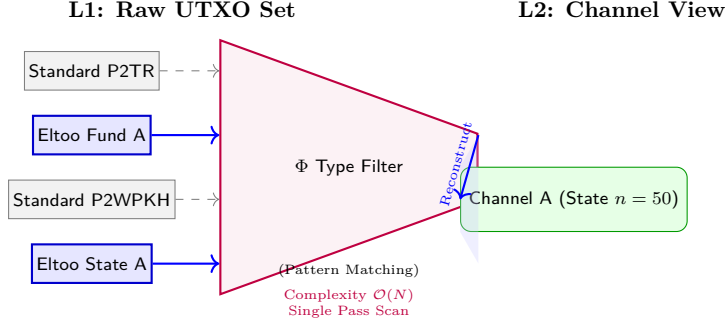 L1: Raw UTXO Set
L2: Channel View
Standard P2TR
Eltoo Fund A
Standard P2WPKH
Eltoo State A
Φ Type Filter
(Pattern Matching)
Complexity 𝒪(N)
Single Pass Scan
Reconstruct
Channel A (State n = 50)